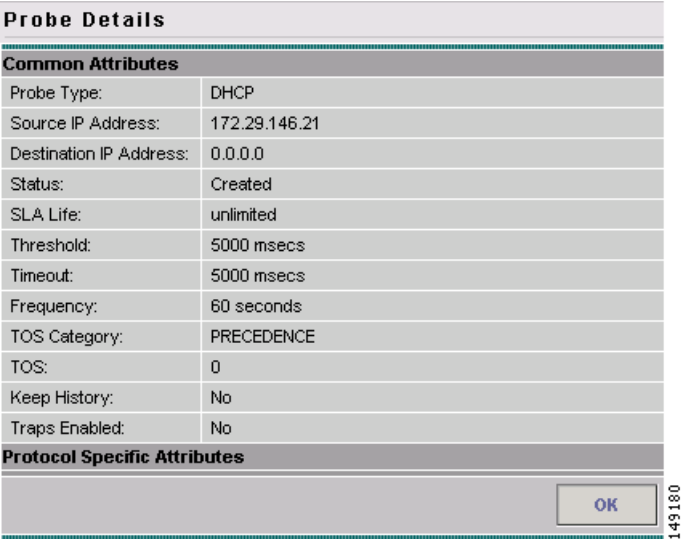 Probe Details
Common Attributes
Probe Type: DHCP
Source IP Address: 172.29.146.21
Destination IP Address: 0.0.0.0
Status: Created
SLA Life: unlimited
Threshold: 5000 msecs
Timeout: 5000 msecs
Frequency: 60 seconds
TOS Category: PRECEDENCE
TOS: 0
Keep History: No
Traps Enabled: No
Protocol Specific Attributes
OK
149180